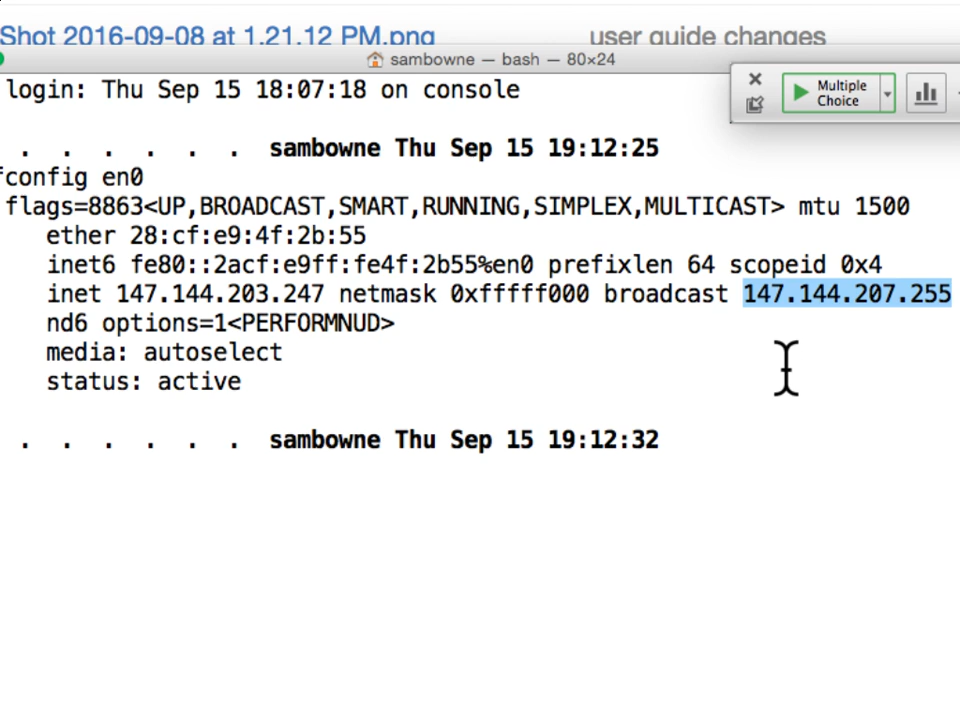 Shot 2016-09-08 at 1.21.12 PM.png user guide changes
sambowne — bash — 80×24
login: Thu Sep 15 18:07:18 on console
Multiple
Choice
. . . . . . sambowne Thu Sep 15 19:12:25
fconfig en0
flags=8863<UP,BROADCAST,SMART,RUNNING,SIMPLEX,MULTICAST> mtu 1500
ether 28:cf:e9:4f:2b:55
inet6 fe80::2acf:e9ff:fe4f:2b55%en0 prefixlen 64 scopeid 0x4
inet 147.144.203.247 netmask 0xfffff000 broadcast 147.144.207.255
nd6 options=1<PERFORMNUD>
media: autoselect
status: active
. . . . . . sambowne Thu Sep 15 19:12:32